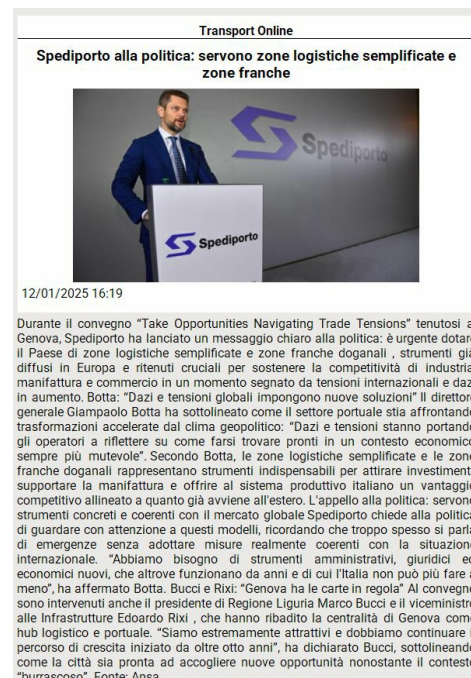 Transport Online
Spediporto alla politica: servono zone logistiche semplificate e
zone franche
Spediporto
Spediporto
12/01/2025 16:19
Durante il convegno “Take Opportunities Navigating Trade Tensions” tenutosi a
Genova, Spediporto ha lanciato un messaggio chiaro alla politica: è urgente dotare
il Paese di zone logistiche semplificate e zone franche doganali , strumenti già
diffusi in Europa e ritenuti cruciali per sostenere la competitività di industria,
manifattura e commercio in un momento segnato da tensioni internazionali e dazi
in aumento. Botta: “Dazi e tensioni globali impongono nuove soluzioni” Il direttore
generale Giampaolo Botta ha sottolineato come il settore portuale stia affrontando
trasformazioni accelerate dal clima geopolitico: “Dazi e tensioni stanno portando
gli operatori a riflettere su come farsi trovare pronti in un contesto economico
sempre più mutevole”. Secondo Botta, le zone logistiche semplificate e le zone
franche doganali rappresentano strumenti indispensabili per attirare investimenti,
supportare la manifattura e offrire al sistema produttivo italiano un vantaggio
competitivo allineato a quanto già avviene all'estero. L'appello alla politica: servono
strumenti concreti e coerenti con il mercato globale Spediporto chiede alla politica
di guardare con attenzione a questi modelli, ricordando che troppo spesso si parla
di emergenze senza adottare misure realmente coerenti con la situazione
internazionale. “Abbiamo bisogno di strumenti amministrativi, giuridici ed
economici nuovi, che altrove funzionano da anni e di cui l'Italia non può più fare a
meno”, ha affermato Botta. Bucci e Rixi: “Genova ha le carte in regola” Al convegno
sono intervenuti anche il presidente di Regione Liguria Marco Bucci e il viceministro
alle Infrastrutture Edoardo Rixi , che hanno ribadito la centralità di Genova come
hub logistico e portuale. “Siamo estremamente attrattivi e dobbiamo continuare il
percorso di crescita iniziato da oltre otto anni”, ha dichiarato Bucci, sottolineando
come la città sia pronta ad accogliere nuove opportunità nonostante il contesto
“burrascoso”. Fonte: Ansa